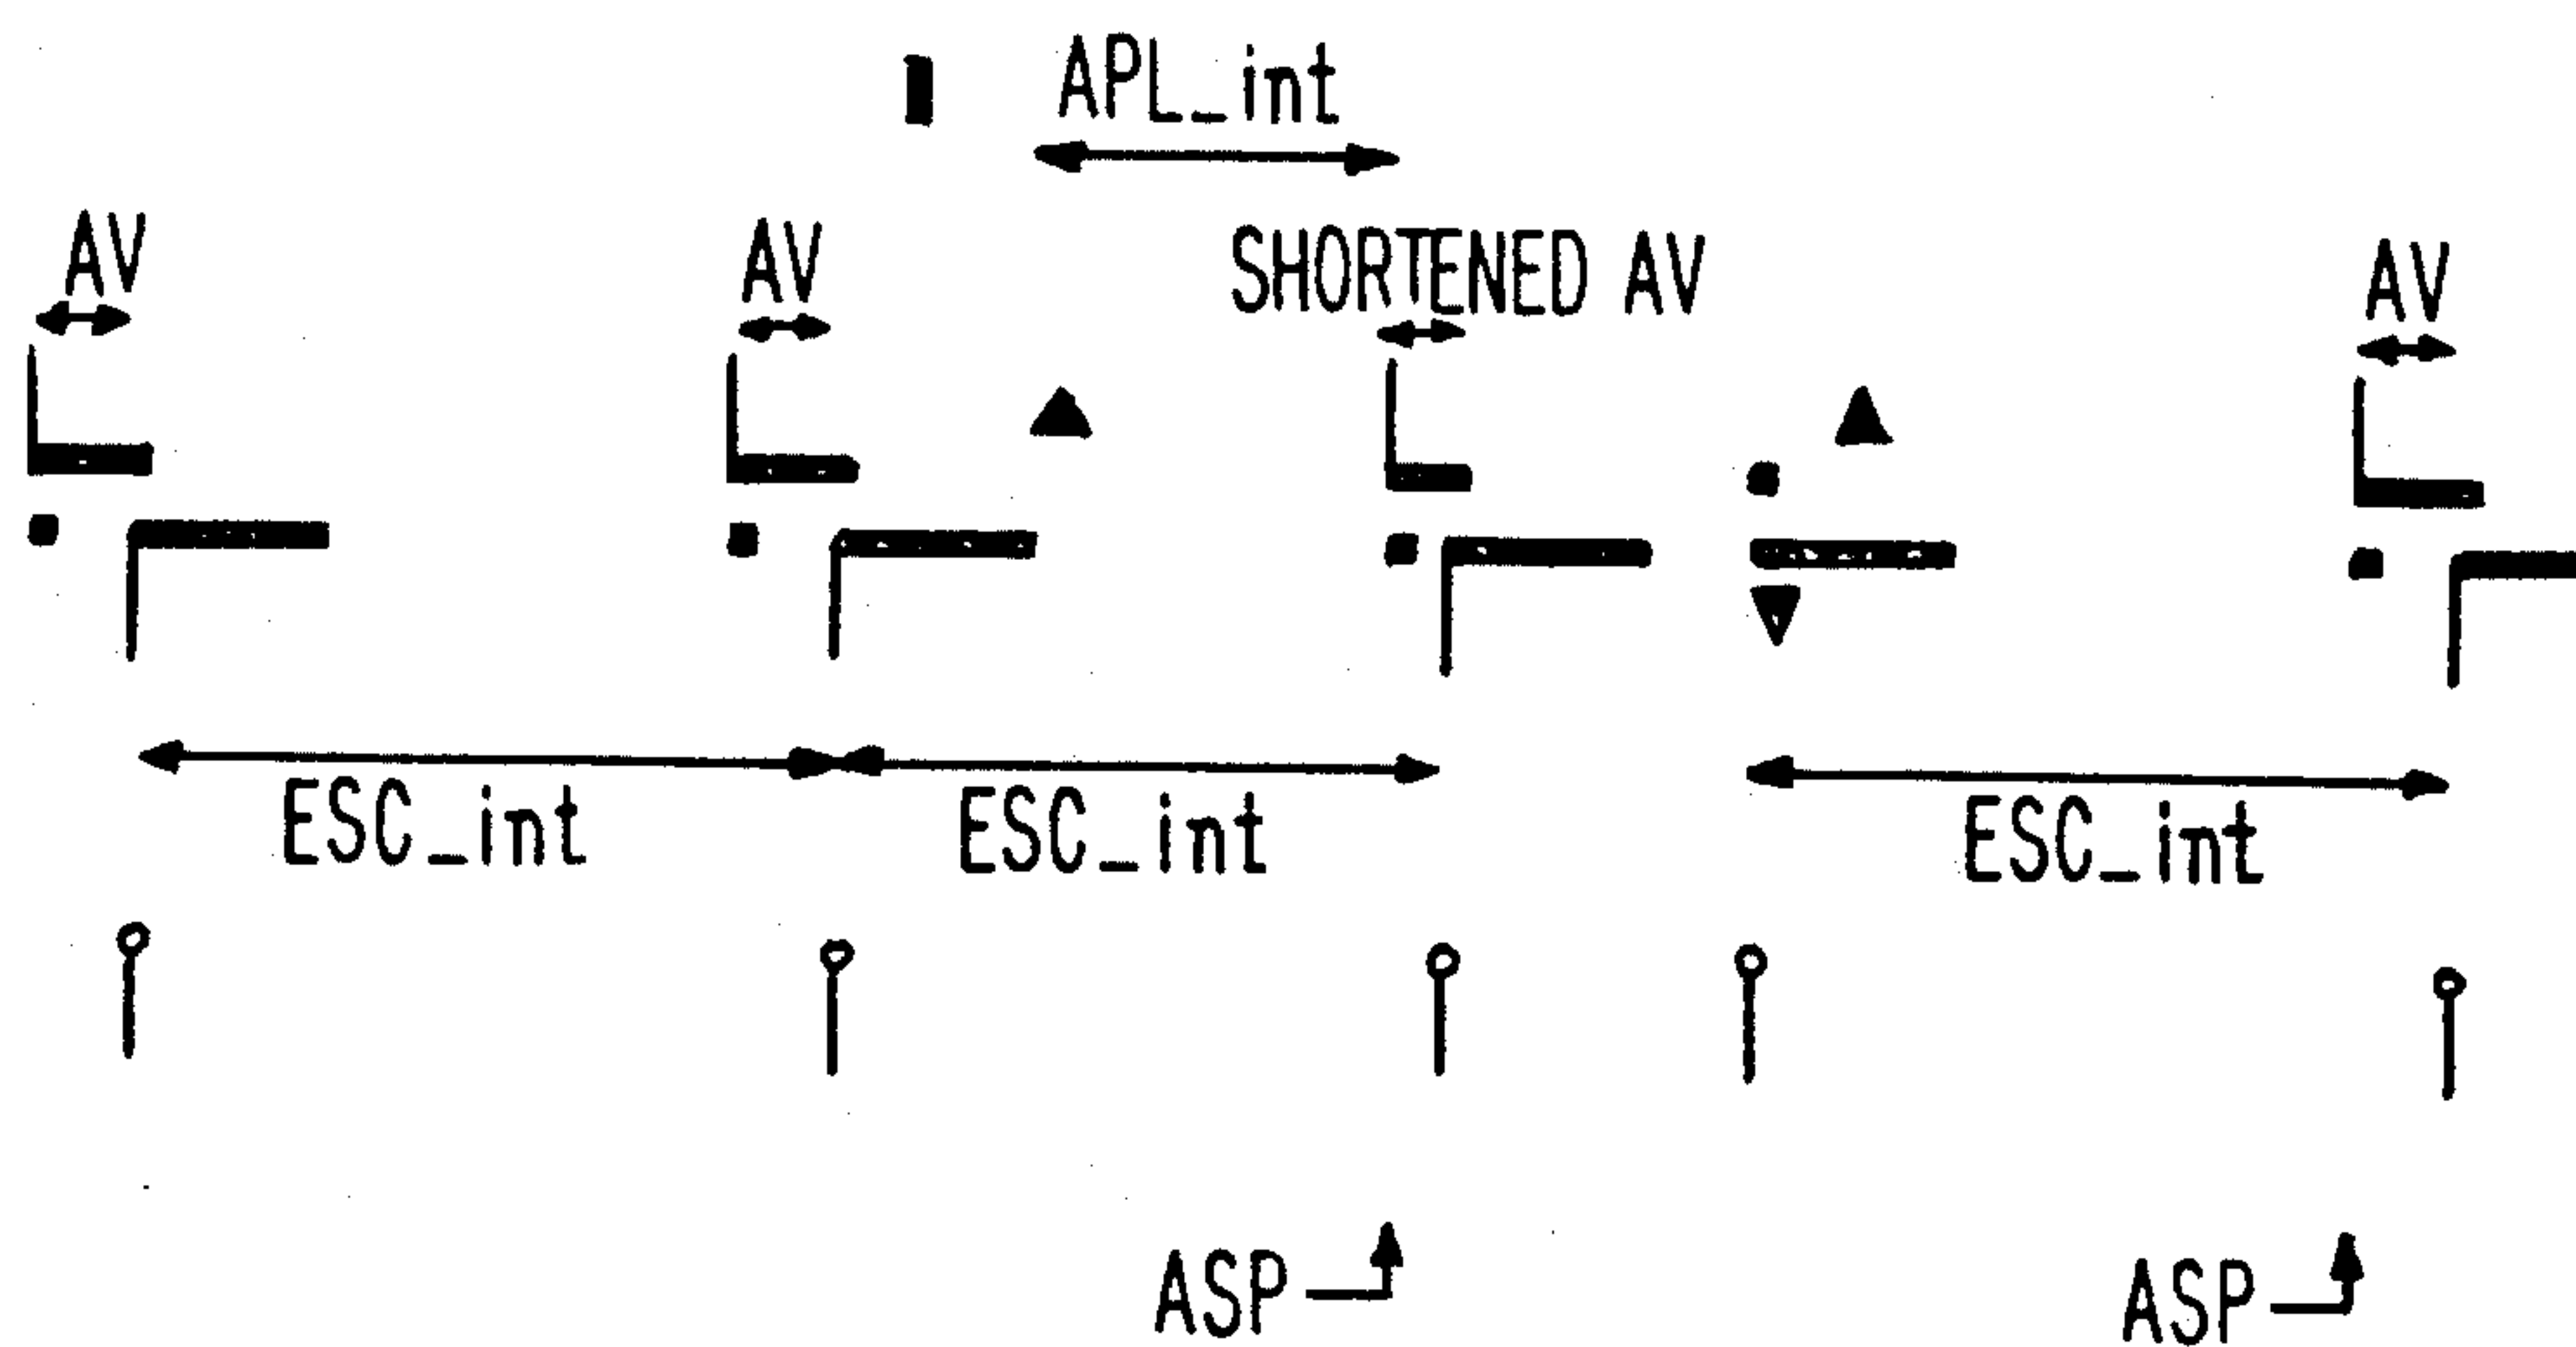 APL_int
AV
AV
SHORTENED AV
AV
ESC_int
ESC_int
ESC_int
ASP
ASP